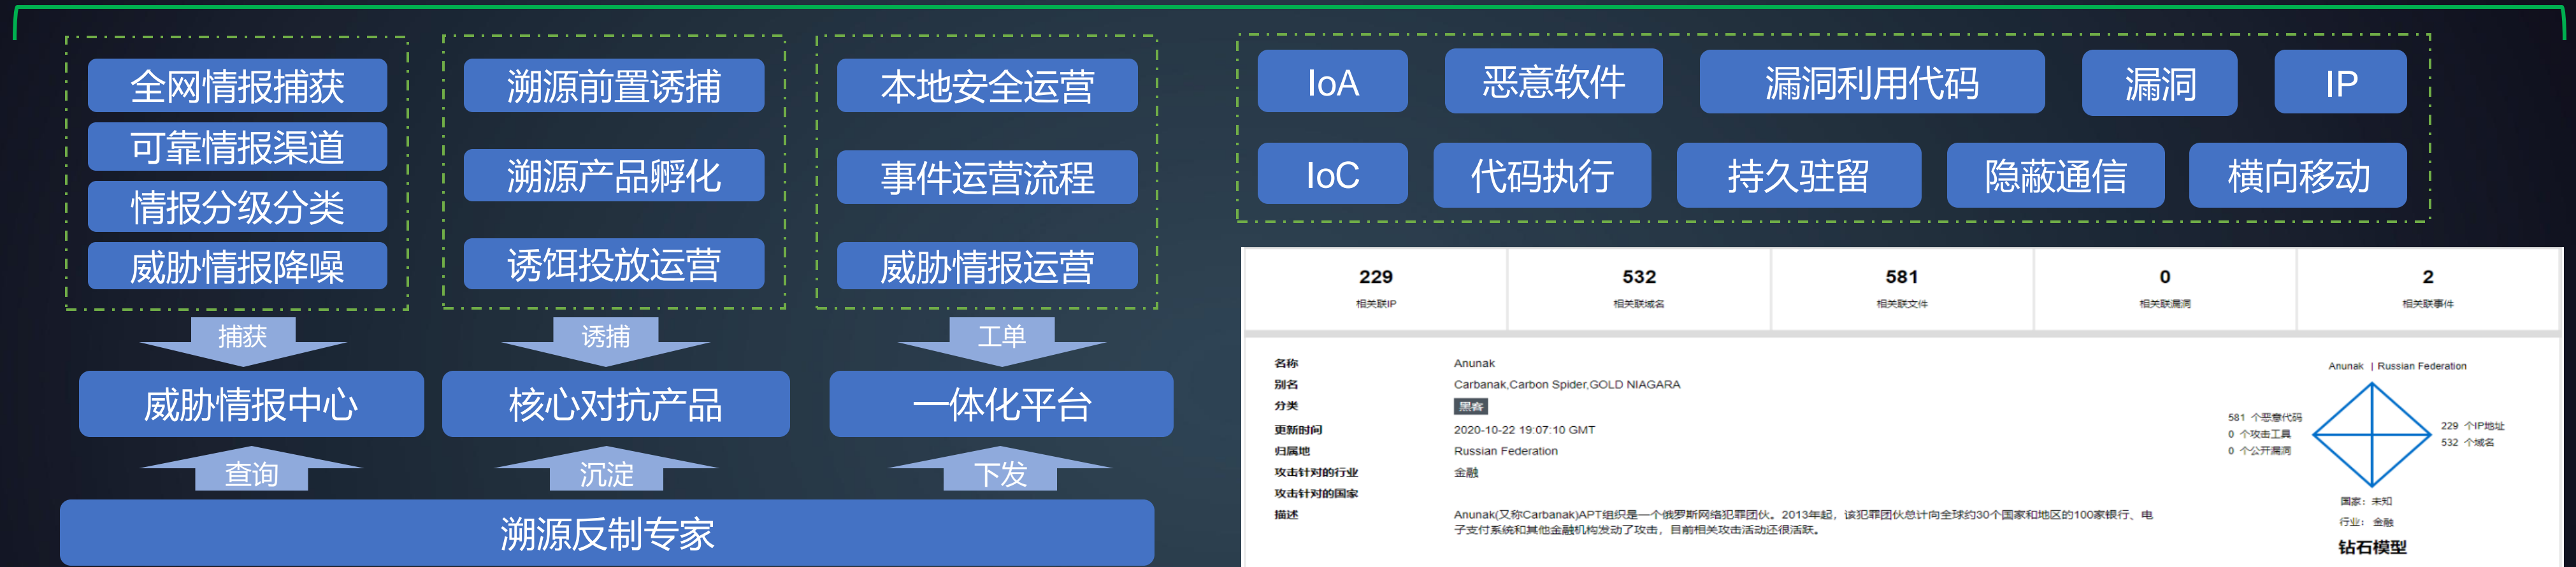 全网情报捕获
可靠情报渠道
情报分级分类
威胁情报降噪
捕获
威胁情报中心
查询
溯源前置诱捕
溯源产品孵化
诱饵投放运营
诱捕
核心对抗产品
沉淀
本地安全运营
事件运营流程
威胁情报运营
工单
一体化平台
下发
溯源反制专家
IoA 恶意软件 漏洞利用代码 漏洞 IP
IoC 代码执行 持久驻留 隐蔽通信 横向移动
229 532 581 0 2
相关联IP 相关联域名 相关联文件 相关联漏洞 相关联事件
名称 Anunak
别名 Carbanak,Carbon Spider,GOLD NIAGARA
分类 黑客
更新时间 2020-10-22 19:07:10 GMT
归属地 Russian Federation
攻击针对的行业 金融
攻击针对的国家
描述 Anunak(又称Carbanak)APT组织是一个俄罗斯网络犯罪团伙。2013年起，该犯罪团伙总计向全球约30个国家和地区的100家银行、电
子支付系统和其他金融机构发动了攻击，目前相关攻击活动还很活跃。
Anunak | Russian Federation
581 个恶意代码
0 个攻击工具
0 个公开漏洞
229 个IP地址
532 个域名
国家：未知
行业：金融
钻石模型